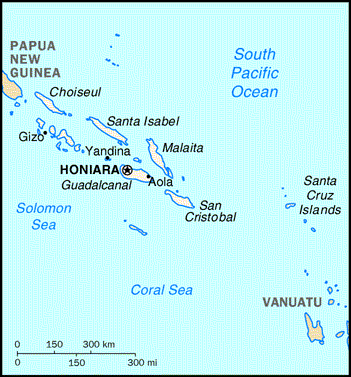 PAPUA
NEW
GUINEA
South
Pacific
Ocean
Choiseul
Santa Isabel
Gizo
Yandina
Malaita
HONIARA
Guadalcanal
Aola
Santa
Cruz
Islands
San
Cristobal
Solomon
Sea
Coral Sea
VANUATU
0 150 300 km
0 150 300 mi